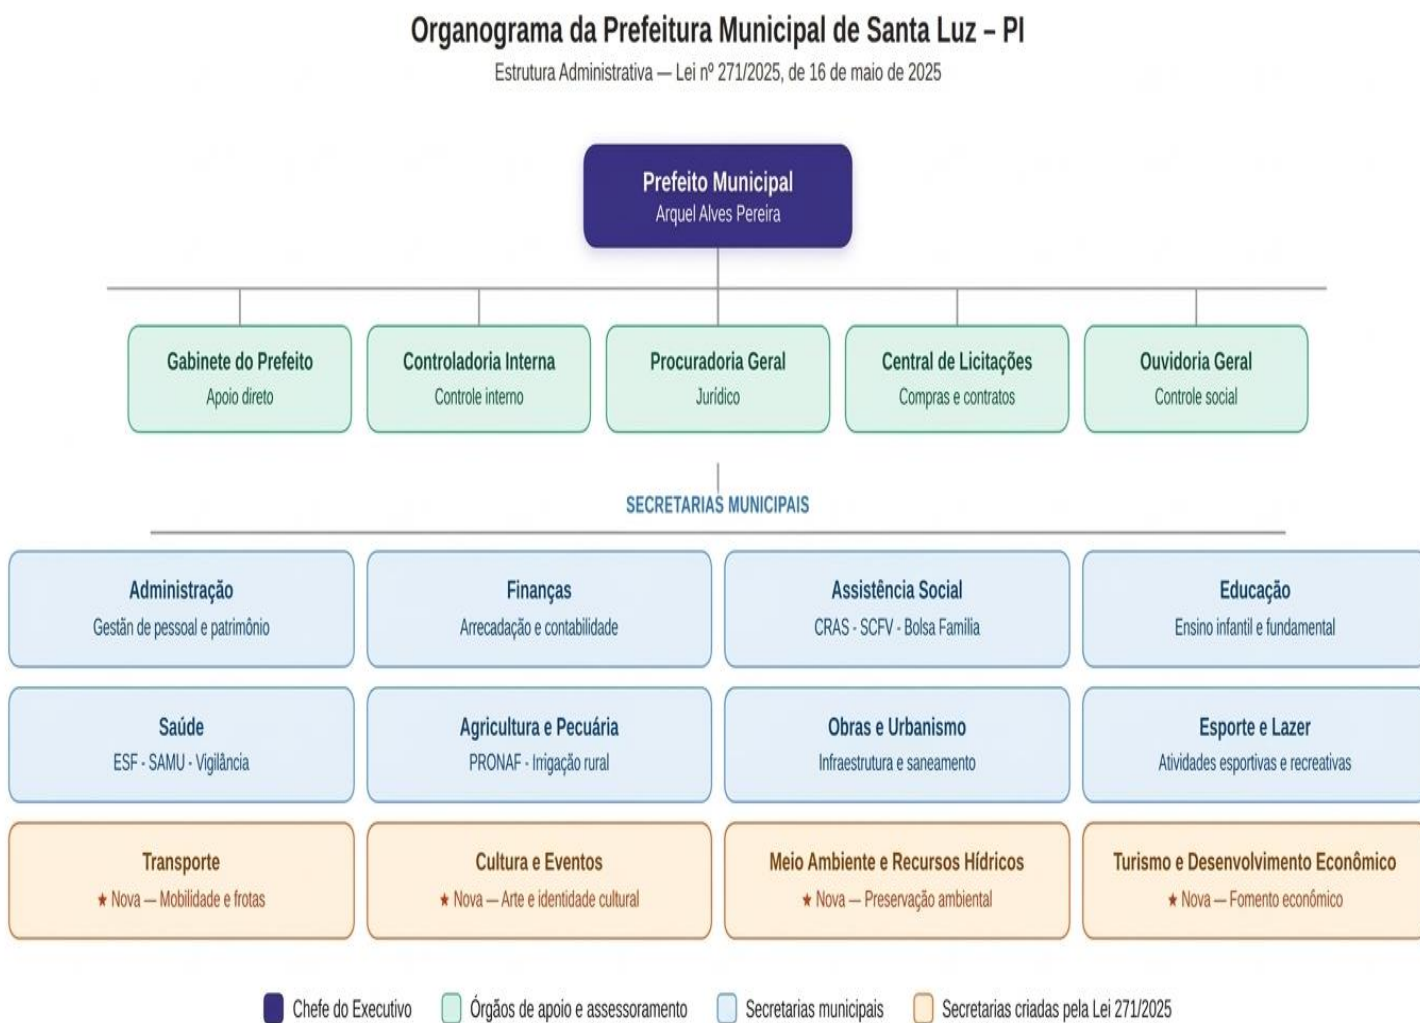 Organograma da Prefeitura Municipal de Santa Luz – PI
Estrutura Administrativa — Lei nº 271/2025, de 16 de maio de 2025
Prefeito Municipal
Arquel Alves Pereira
Gabinete do Prefeito
Apoio direto
Controladoria Interna
Controle interno
Procuradoria Geral
Jurídico
Central de Licitações
Compras e contratos
Ouvidoria Geral
Controle social
SECRETARIAS MUNICIPAIS
Administração
Gestãn de pessoal e patrimônio
Finanças
Arrecadação e contabilidade
Assistência Social
CRAS - SCFV - Bolsa Família
Educação
Ensino infantil e fundamental
Saúde
ESF - SAMU - Vigilância
Agricultura e Pecuária
PRONAF - Irrigação rural
Obras e Urbanismo
Infraestrutura e saneamento
Esporte e Lazer
Atividades esportivas e recreativas
Transporte
★ Nova — Mobilidade e frotas
Cultura e Eventos
★ Nova — Arte e identidade cultural
Meio Ambiente e Recursos Hídricos
★ Nova — Preservação ambiental
Turismo e Desenvolvimento Econômico
★ Nova — Fomento econômico
Chefe do Executivo
Órgãos de apoio e assessoramento
Secretarias municipais
Secretarias criadas pela Lei 271/2025